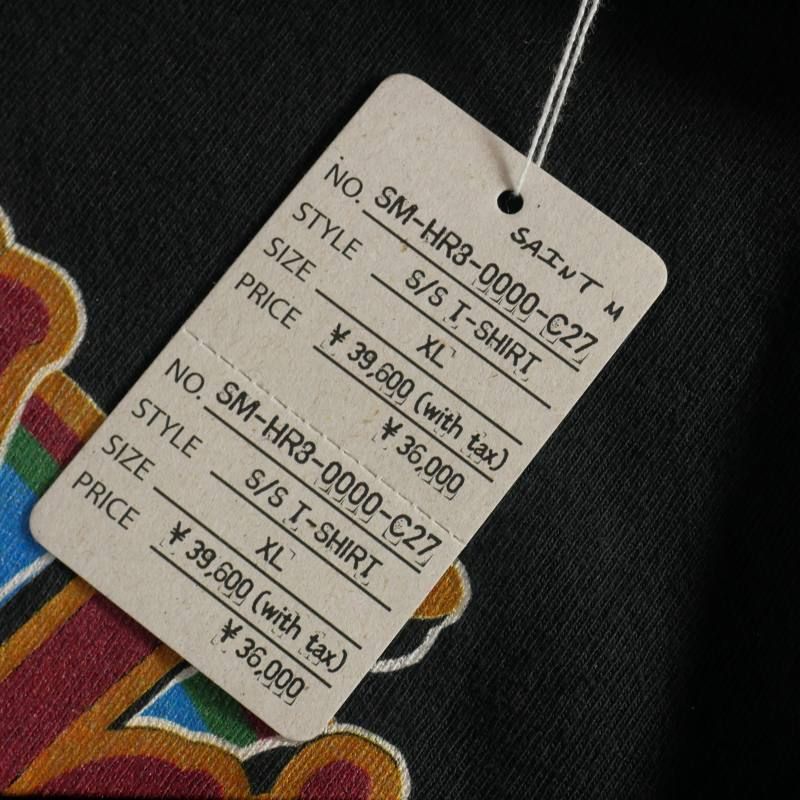 SAINT M
NO. SM-HR3-0000-C27
STYLE S/S T-SHIRT
SIZE XL
PRICE ¥39,600 (with tax)
¥36,000
NO. SM-HR3-0000-C27
STYLE S/S T-SHIRT
SIZE XL
PRICE ¥39,600 (with tax)
¥36,000